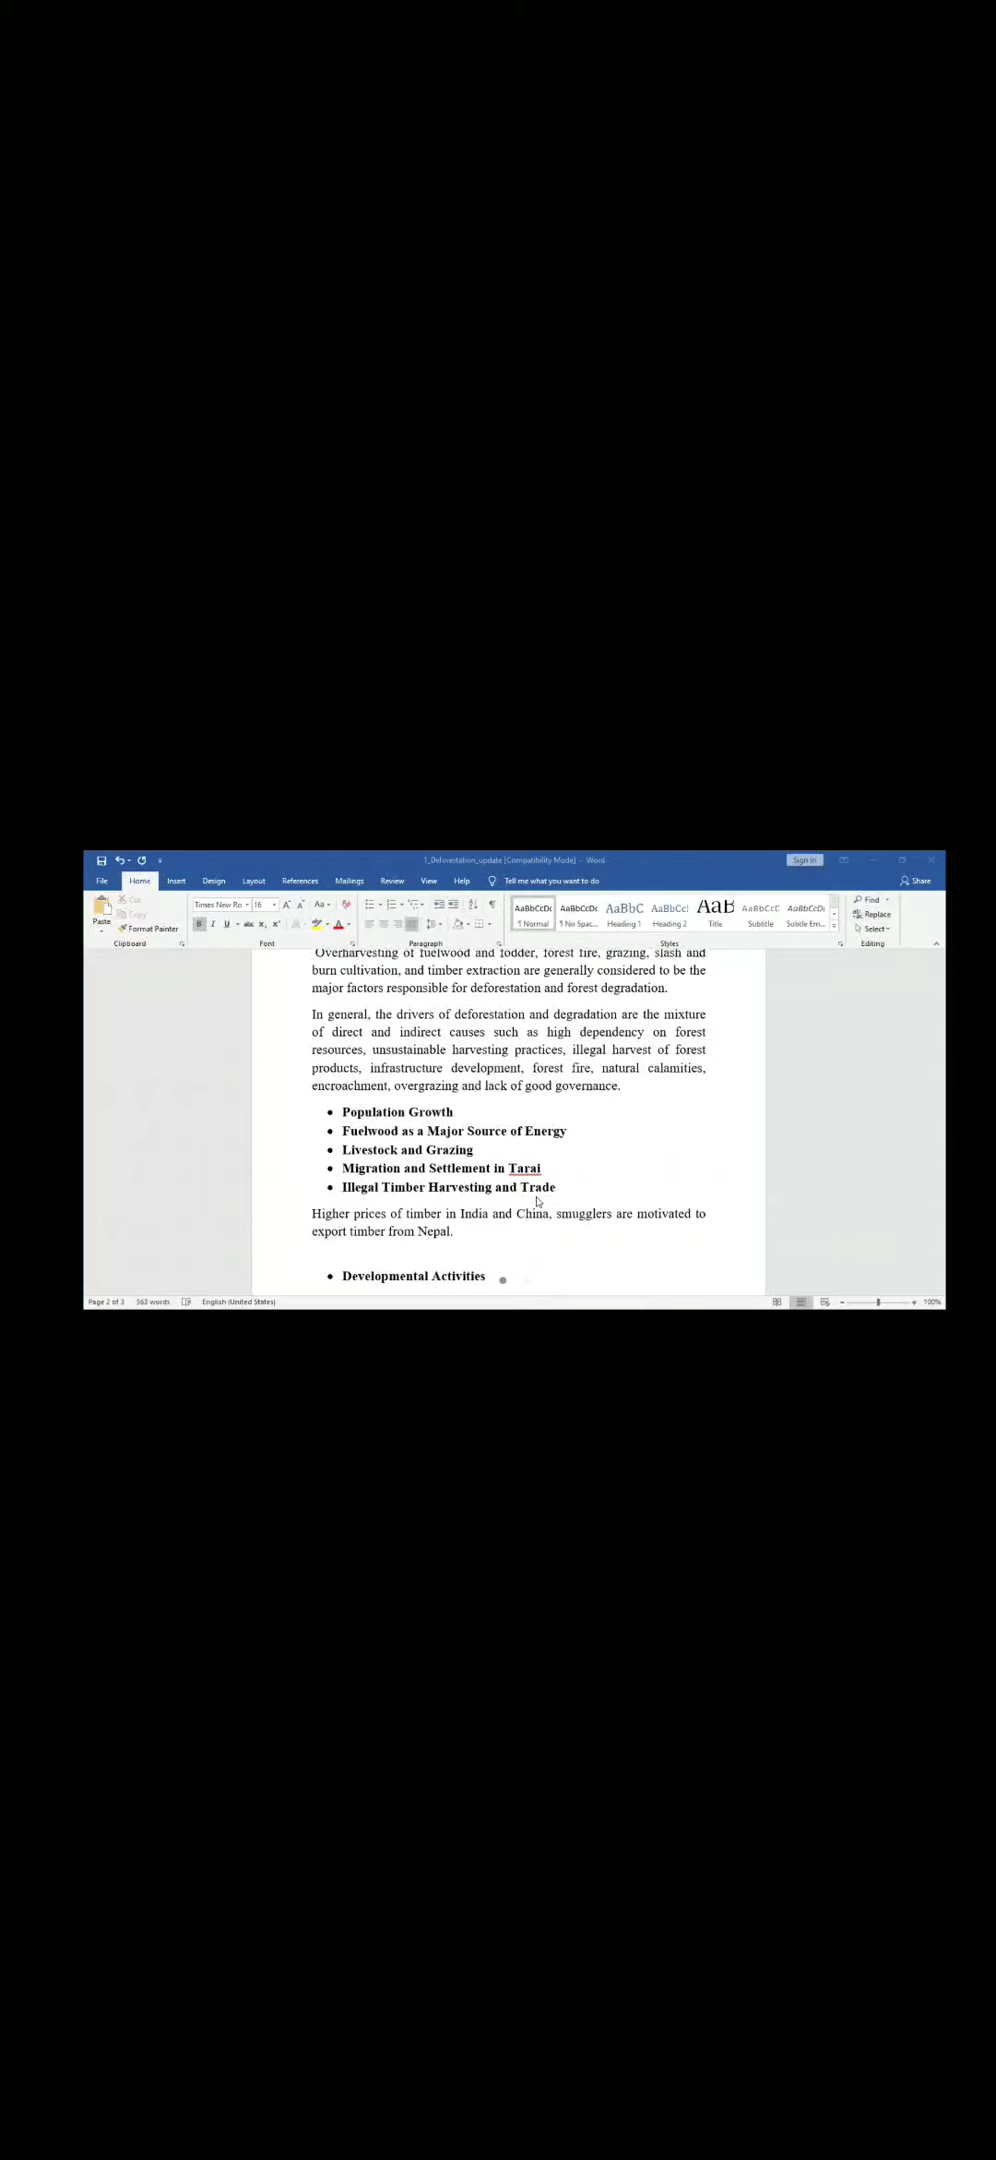 1_Deforestation_update [Compatibility Mode] - Word
Sign in
File Home Insert Design Layout References Mailings Review View Help Tell me what you want to do Share
Paste
Cut
Copy
Format Painter
Clipboard
Times New Ro 16
Font
Paragraph
AaBbCcDc AaBbCcDc AaBbC AaBbCcl AaB AaBbCcC AaBbCcDc
¶ Normal ¶ No Spac... Heading 1 Heading 2 Title Subtitle Subtle Em...
Styles
Find
Replace
Select
Editing
Overharvesting of fuelwood and fodder, forest fire, grazing, slash and
burn cultivation, and timber extraction are generally considered to be the
major factors responsible for deforestation and forest degradation.
In general, the drivers of deforestation and degradation are the mixture
of direct and indirect causes such as high dependency on forest
resources, unsustainable harvesting practices, illegal harvest of forest
products, infrastructure development, forest fire, natural calamities,
encroachment, overgrazing and lack of good governance.
• Population Growth
• Fuelwood as a Major Source of Energy
• Livestock and Grazing
• Migration and Settlement in Tarai
• Illegal Timber Harvesting and Trade
Higher prices of timber in India and China, smugglers are motivated to
export timber from Nepal.
• Developmental Activities
Page 2 of 3 563 words English (United States) 100%